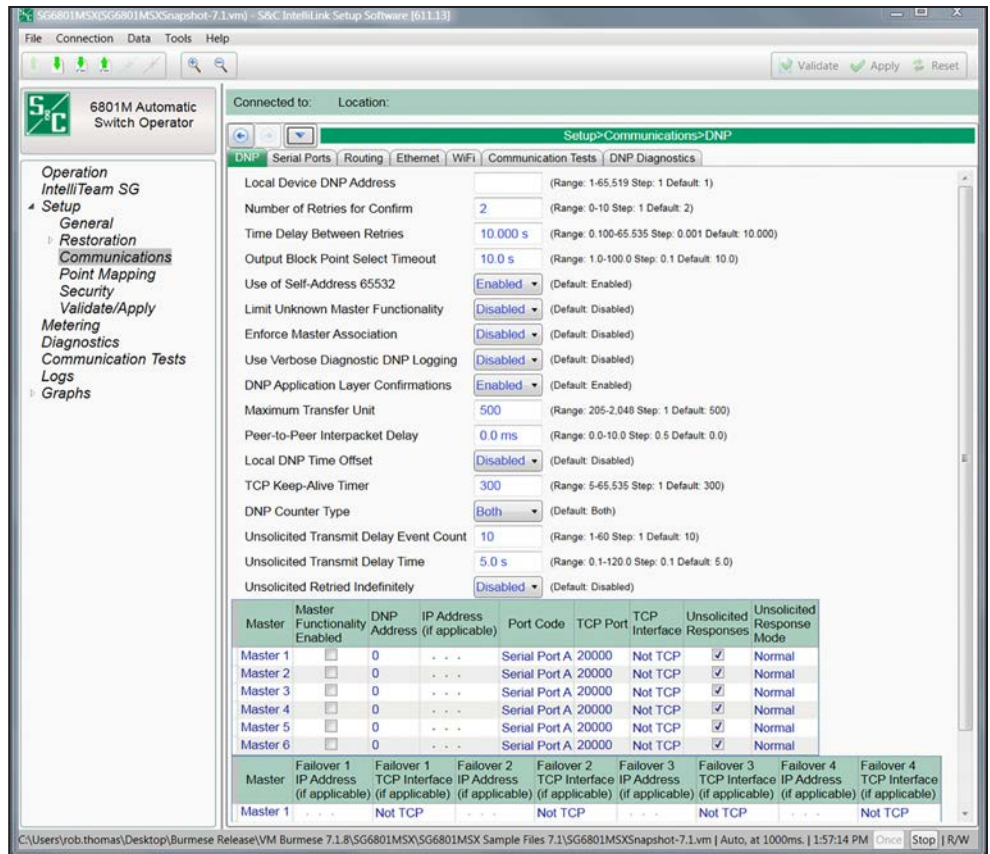 SG6801MSX(SG6801MSXSnapshot-7.1.vm) - S&C IntelliLink Setup Software [611.13]
File Connection Data Tools Help
Validate Apply Reset
S&C
6801M Automatic
Switch Operator
Connected to: Location:
Setup>Communications>DNP
DNP Serial Ports Routing Ethernet WiFi Communication Tests DNP Diagnostics
Operation
IntelliTeam SG
Setup
General
Restoration
Communications
Point Mapping
Security
Validate/Apply
Metering
Diagnostics
Communication Tests
Logs
Graphs
Local Device DNP Address (Range: 1-65,519 Step: 1 Default: 1)
Number of Retries for Confirm 2 (Range: 0-10 Step: 1 Default: 2)
Time Delay Between Retries 10.000 s (Range: 0.100-65.535 Step: 0.001 Default: 10.000)
Output Block Point Select Timeout 10.0 s (Range: 1.0-100.0 Step: 0.1 Default: 10.0)
Use of Self-Address 65532 Enabled (Default: Enabled)
Limit Unknown Master Functionality Disabled (Default: Disabled)
Enforce Master Association Disabled (Default: Disabled)
Use Verbose Diagnostic DNP Logging Disabled (Default: Disabled)
DNP Application Layer Confirmations Enabled (Default: Enabled)
Maximum Transfer Unit 500 (Range: 205-2,048 Step: 1 Default: 500)
Peer-to-Peer Interpacket Delay 0.0 ms (Range: 0.0-10.0 Step: 0.5 Default: 0.0)
Local DNP Time Offset Disabled (Default: Disabled)
TCP Keep-Alive Timer 300 (Range: 5-65,535 Step: 1 Default: 300)
DNP Counter Type Both (Default: Both)
Unsolicited Transmit Delay Event Count 10 (Range: 1-60 Step: 1 Default: 10)
Unsolicited Transmit Delay Time 5.0 s (Range: 0.1-120.0 Step: 0.1 Default: 5.0)
Unsolicited Retried Indefinitely Disabled (Default: Disabled)
Master Master Functionality Enabled DNP Address IP Address (if applicable) Port Code TCP Port TCP Interface Unsolicited Responses Unsolicited Response Mode
Master 1 0 . . . Serial Port A 20000 Not TCP Normal
Master 2 0 . . . Serial Port A 20000 Not TCP Normal
Master 3 0 . . . Serial Port A 20000 Not TCP Normal
Master 4 0 . . . Serial Port A 20000 Not TCP Normal
Master 5 0 . . . Serial Port A 20000 Not TCP Normal
Master 6 0 . . . Serial Port A 20000 Not TCP Normal
Master Failover 1 IP Address (if applicable) Failover 1 TCP Interface (if applicable) Failover 2 IP Address (if applicable) Failover 2 TCP Interface (if applicable) Failover 3 IP Address (if applicable) Failover 3 TCP Interface (if applicable) Failover 4 IP Address (if applicable) Failover 4 TCP Interface (if applicable)
Master 1 . . . Not TCP . . . Not TCP . . . Not TCP . . . Not TCP
C:\Users\rob.thomas\Desktop\Burmese Release\VM Burmese 7.1.8\SG6801MSX\SG6801MSX Sample Files 7.1\SG6801MSXSnapshot-7.1.vm | Auto, at 1000ms. | 1:57:14 PM Once Stop | R/W